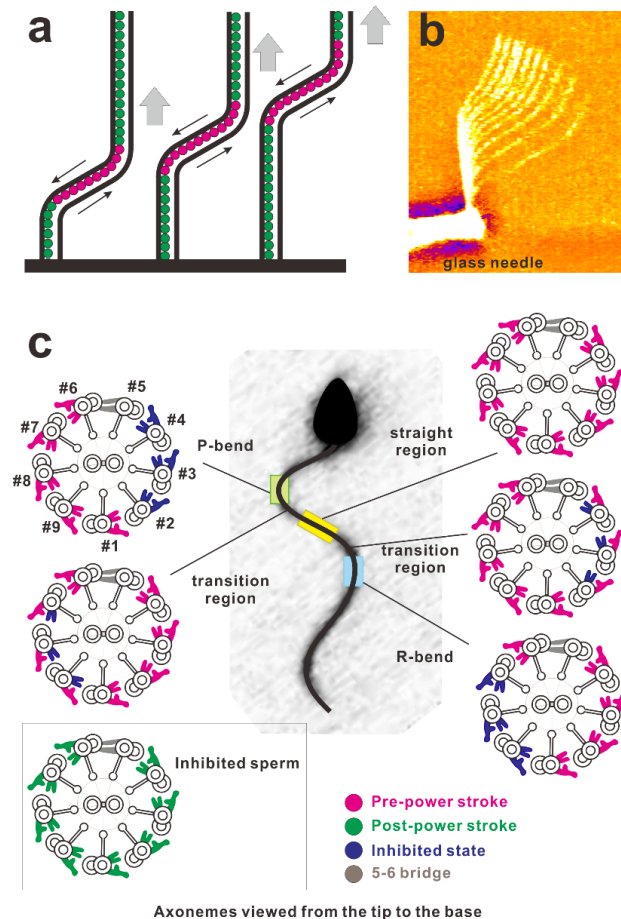 a
b
glass needle
c
#6
#5
#7
#4
#8
#3
#9
#2
#1
P-bend
straight
region
transition
region
transition
region
R-bend
Inhibited sperm
Pre-power stroke
Post-power stroke
Inhibited state
5-6 bridge
Axonemes viewed from the tip to the base